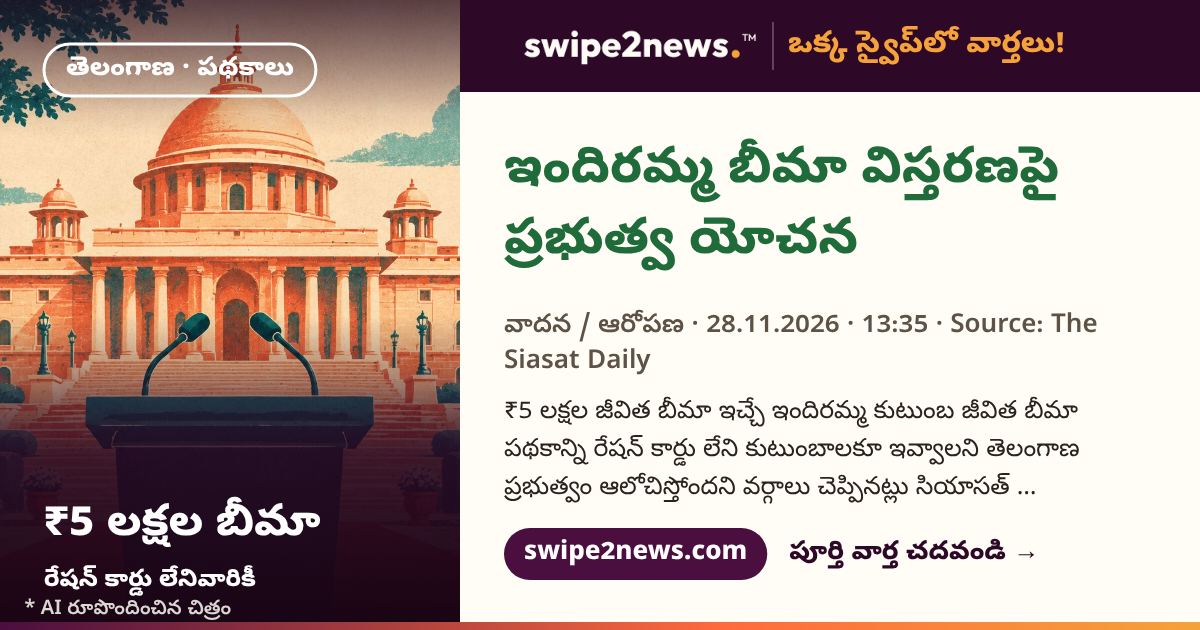 తెలంగాణ · పథకాలు
₹5 లక్షల బీమా
రేషన్ కార్డు లేనివారికీ
* AI రూపొందించిన చిత్రం
swipe2news.™ ఒక్క స్వైప్‌లో వార్తలు!
ఇందిరమ్మ బీమా విస్తరణపై
ప్రభుత్వ యోచన
వాదన / ఆరోపణ · 28.11.2026 · 13:35 · Source: The
Siasat Daily
₹5 లక్షల జీవిత బీమా ఇచ్చే ఇందిరమ్మ కుటుంబ జీవిత బీమా
పథకాన్ని రేషన్ కార్డు లేని కుటుంబాలకూ ఇవ్వాలని తెలంగాణ
ప్రభుత్వం ఆలోచిస్తోందని వర్గాలు చెప్పినట్లు సియాసత్ ...
swipe2news.com పూర్తి వార్త చదవండి →